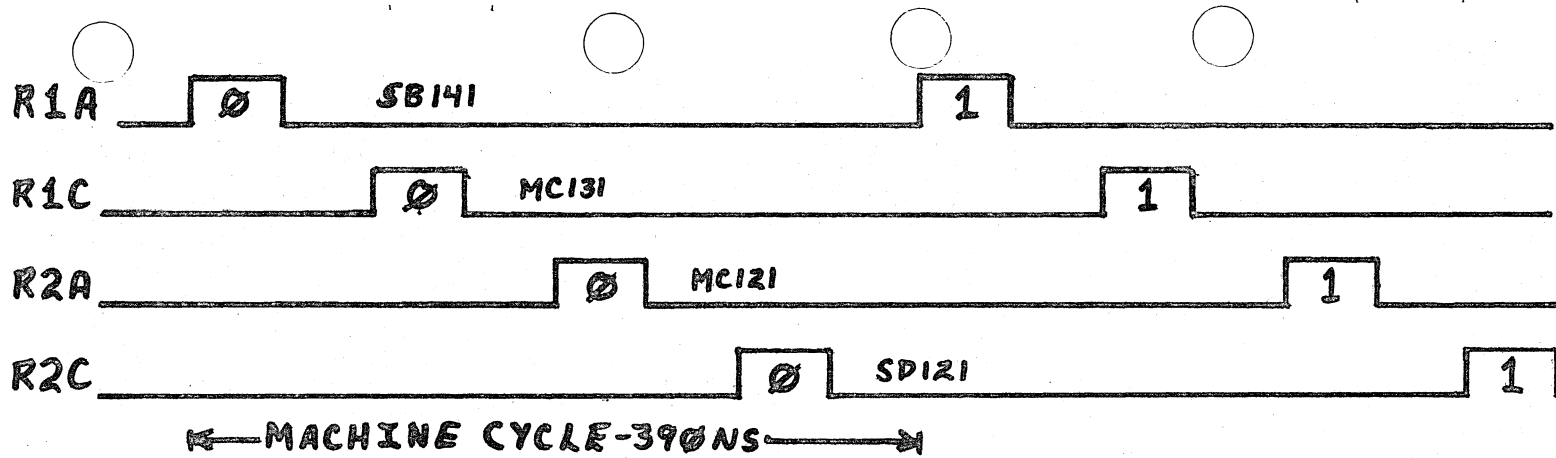 R1A Ø SB141 1
R1C Ø MC131 1
R2A Ø MC121 1
R2C Ø SD121 1
MACHINE CYCLE-39ØNS